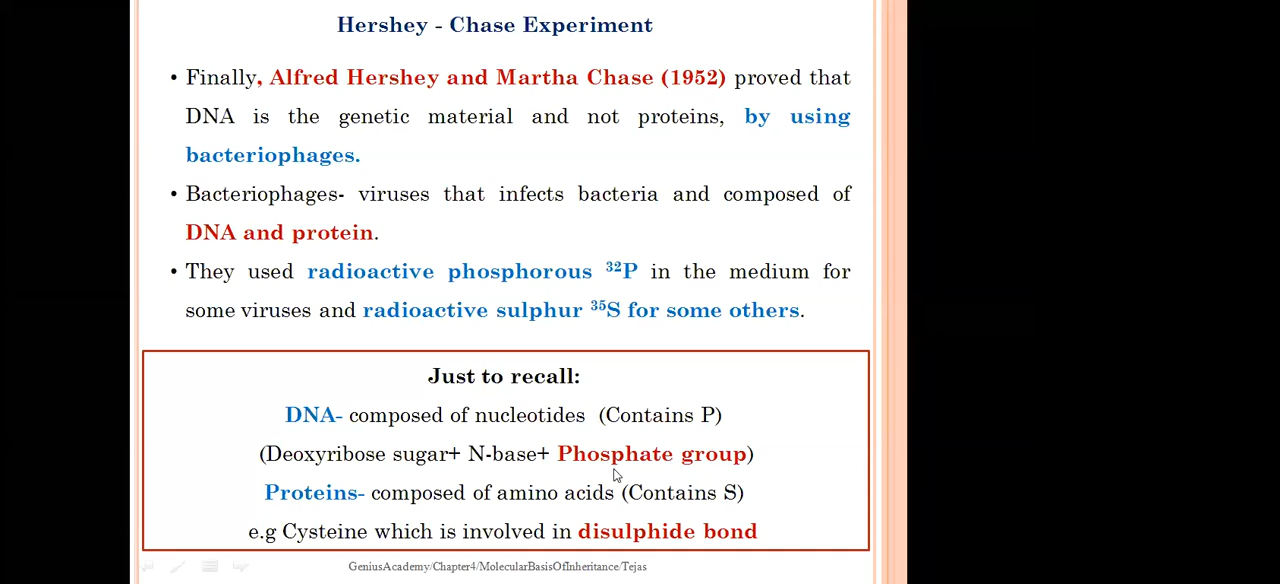 Hershey - Chase Experiment
• Finally, Alfred Hershey and Martha Chase (1952) proved that
DNA is the genetic material and not proteins, by using
bacteriophages.
• Bacteriophages- viruses that infects bacteria and composed of
DNA and protein.
• They used radioactive phosphorous ³²P in the medium for
some viruses and radioactive sulphur ³⁵S for some others.
Just to recall:
DNA- composed of nucleotides (Contains P)
(Deoxyribose sugar+ N-base+ Phosphate group)
Proteins- composed of amino acids (Contains S)
e.g Cysteine which is involved in disulphide bond
GeniusAcademy/Chapter4/MolecularBasisOfInheritance/Tejas